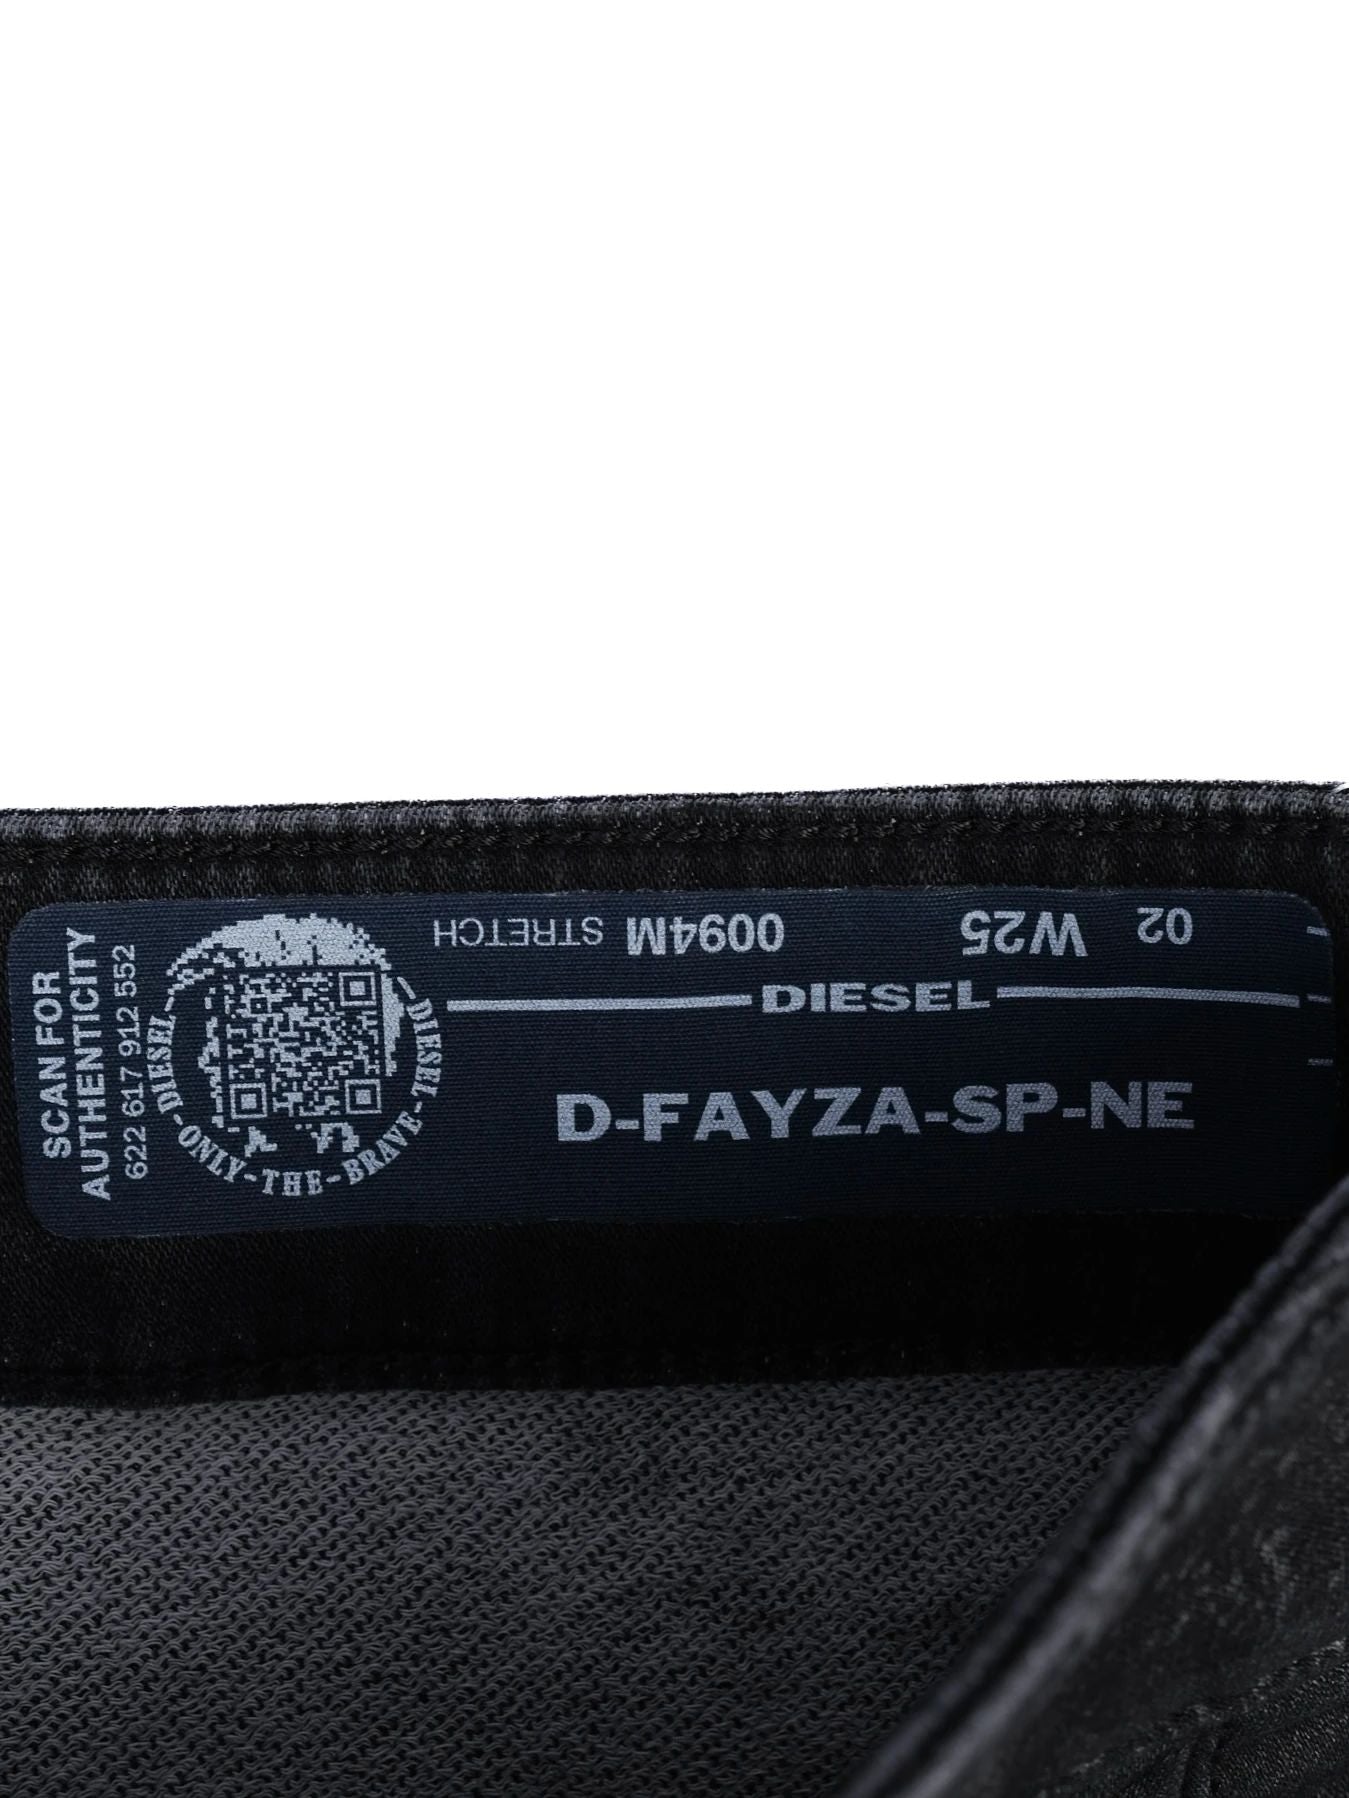 SCAN FOR
AUTHENTICITY
622 617 912 552
DIESEL-ONLY-THE-BRAVE-DIESEL
02 W25 0094M STRETCH
DIESEL
D-FAYZA-SP-NE